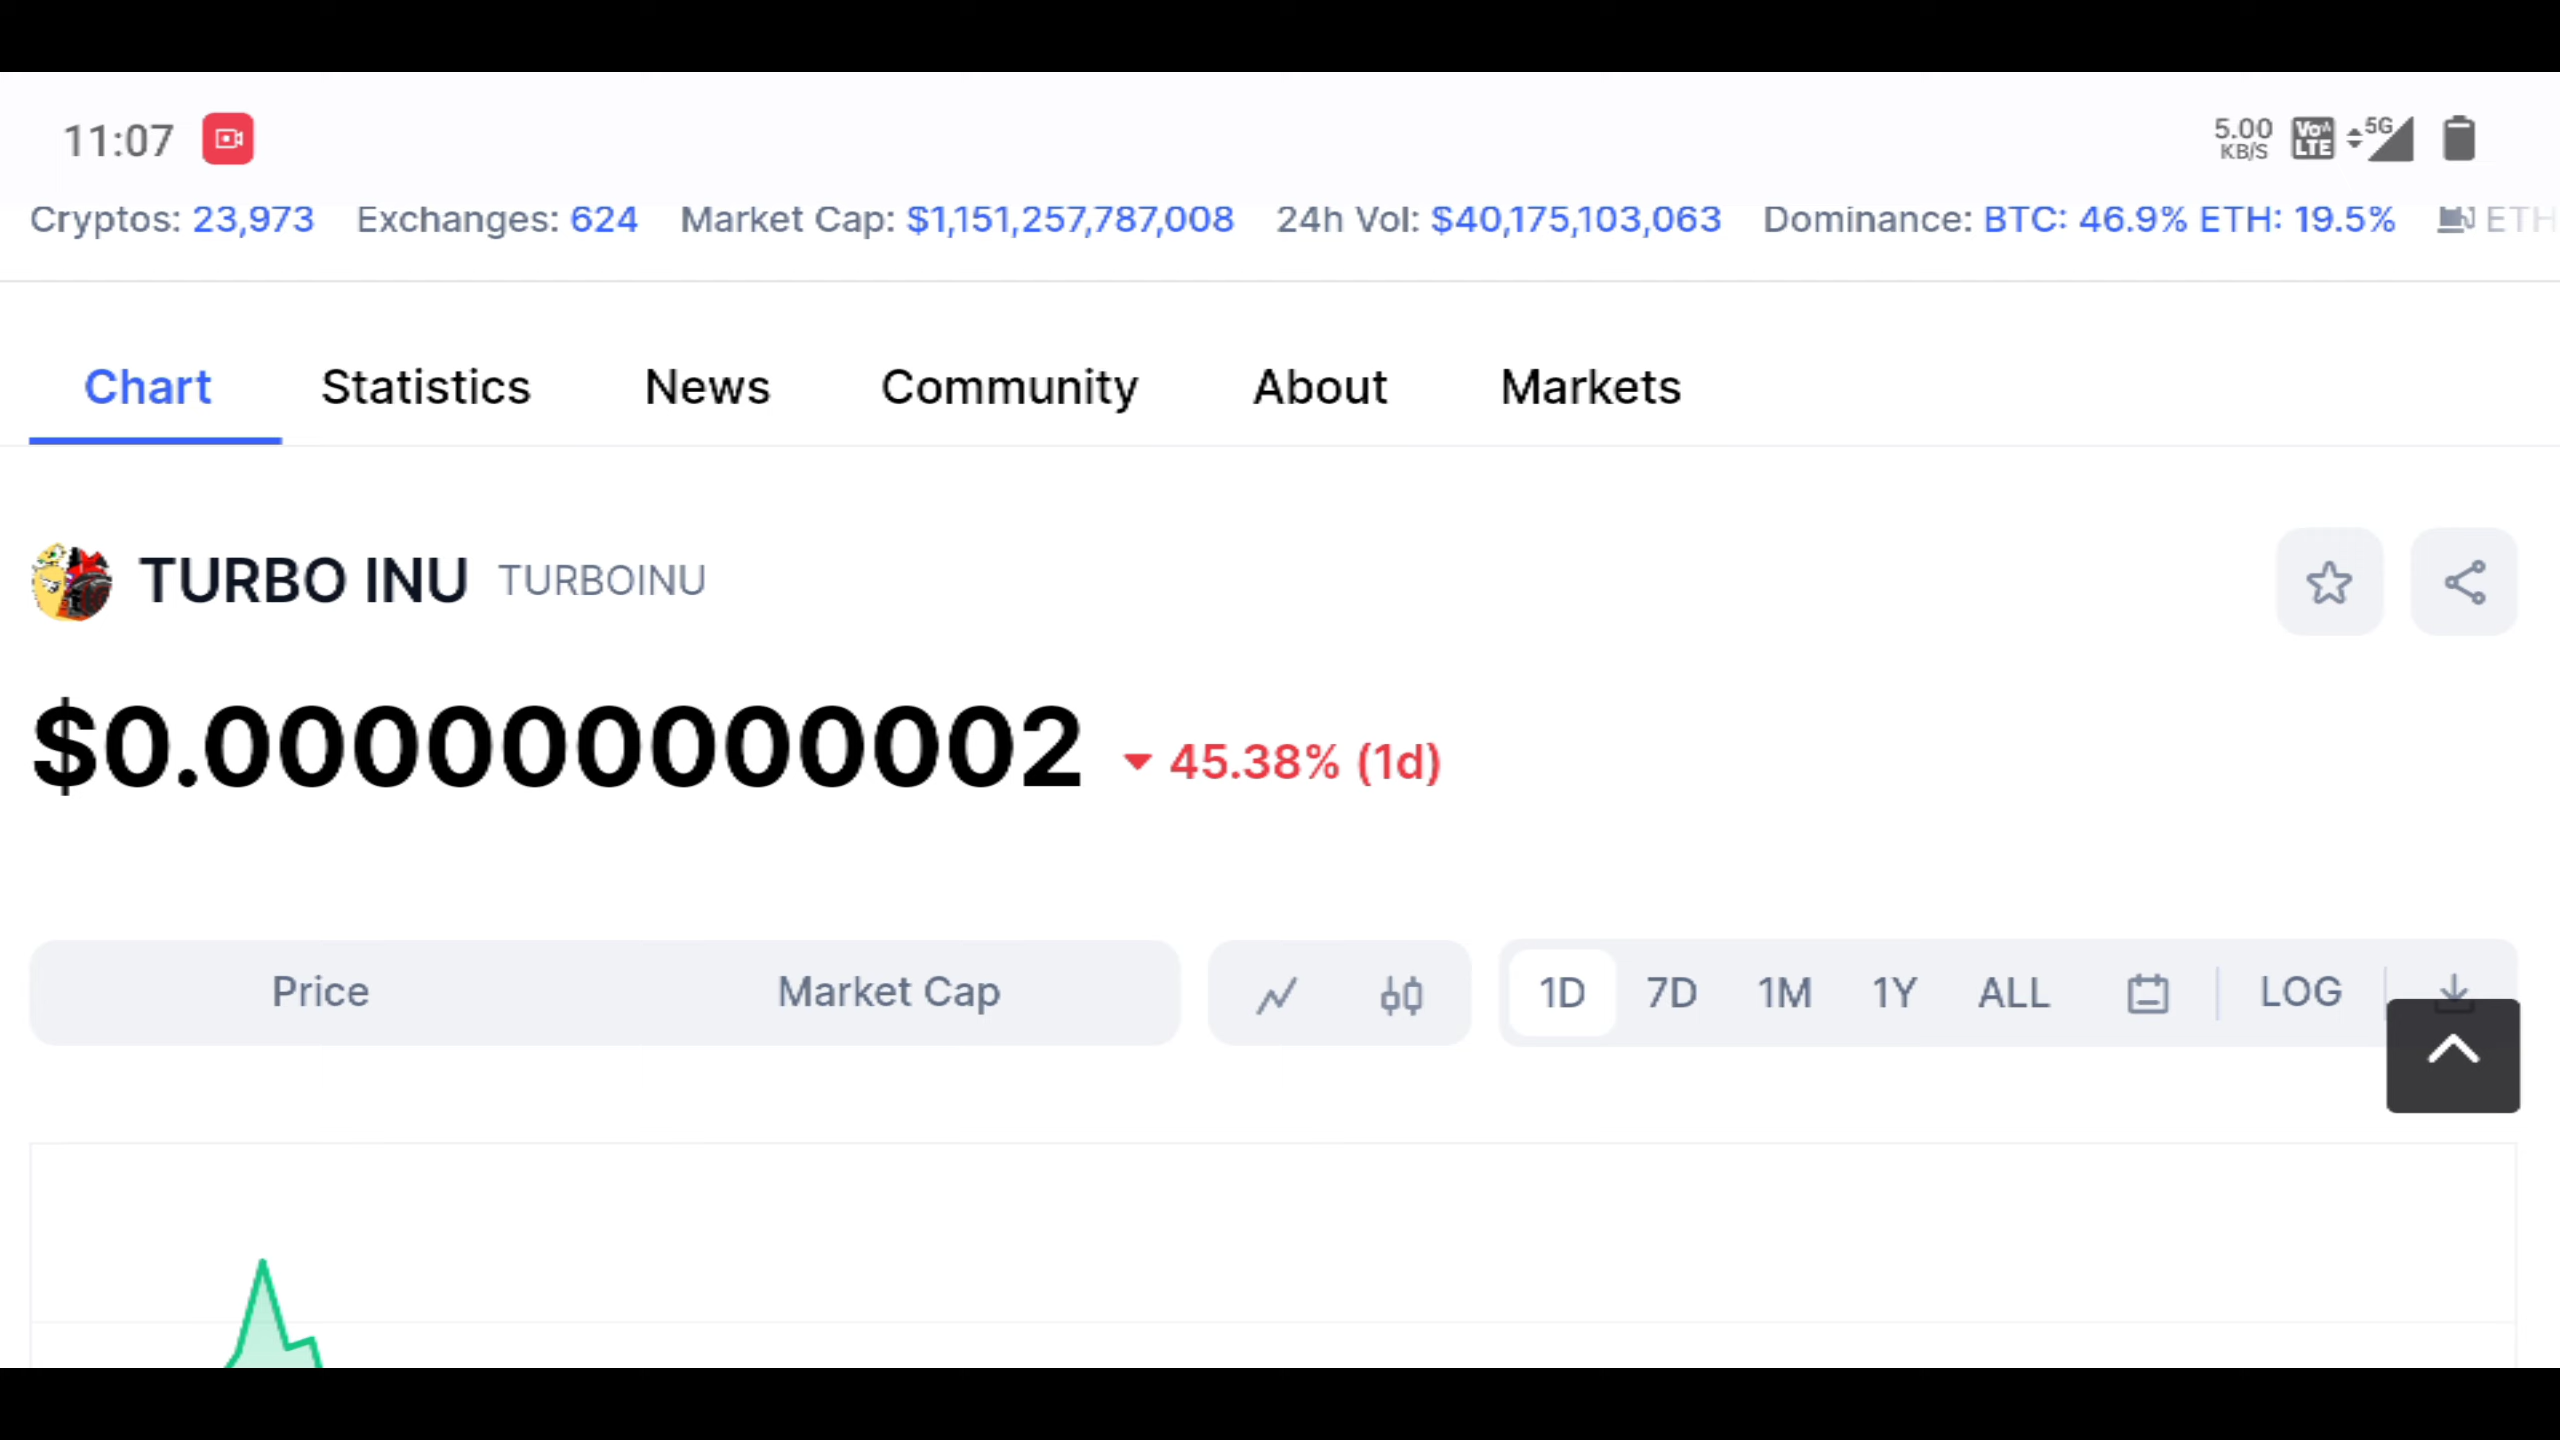 11:07
5.00 KB/S VoLTE 5G
Cryptos: 23,973 Exchanges: 624 Market Cap: $1,151,257,787,008 24h Vol: $40,175,103,063 Dominance: BTC: 46.9% ETH: 19.5% ETH
Chart Statistics News Community About Markets
TURBO INU TURBOINU
$0.000000000002 45.38% (1d)
Price Market Cap 1D 7D 1M 1Y ALL LOG